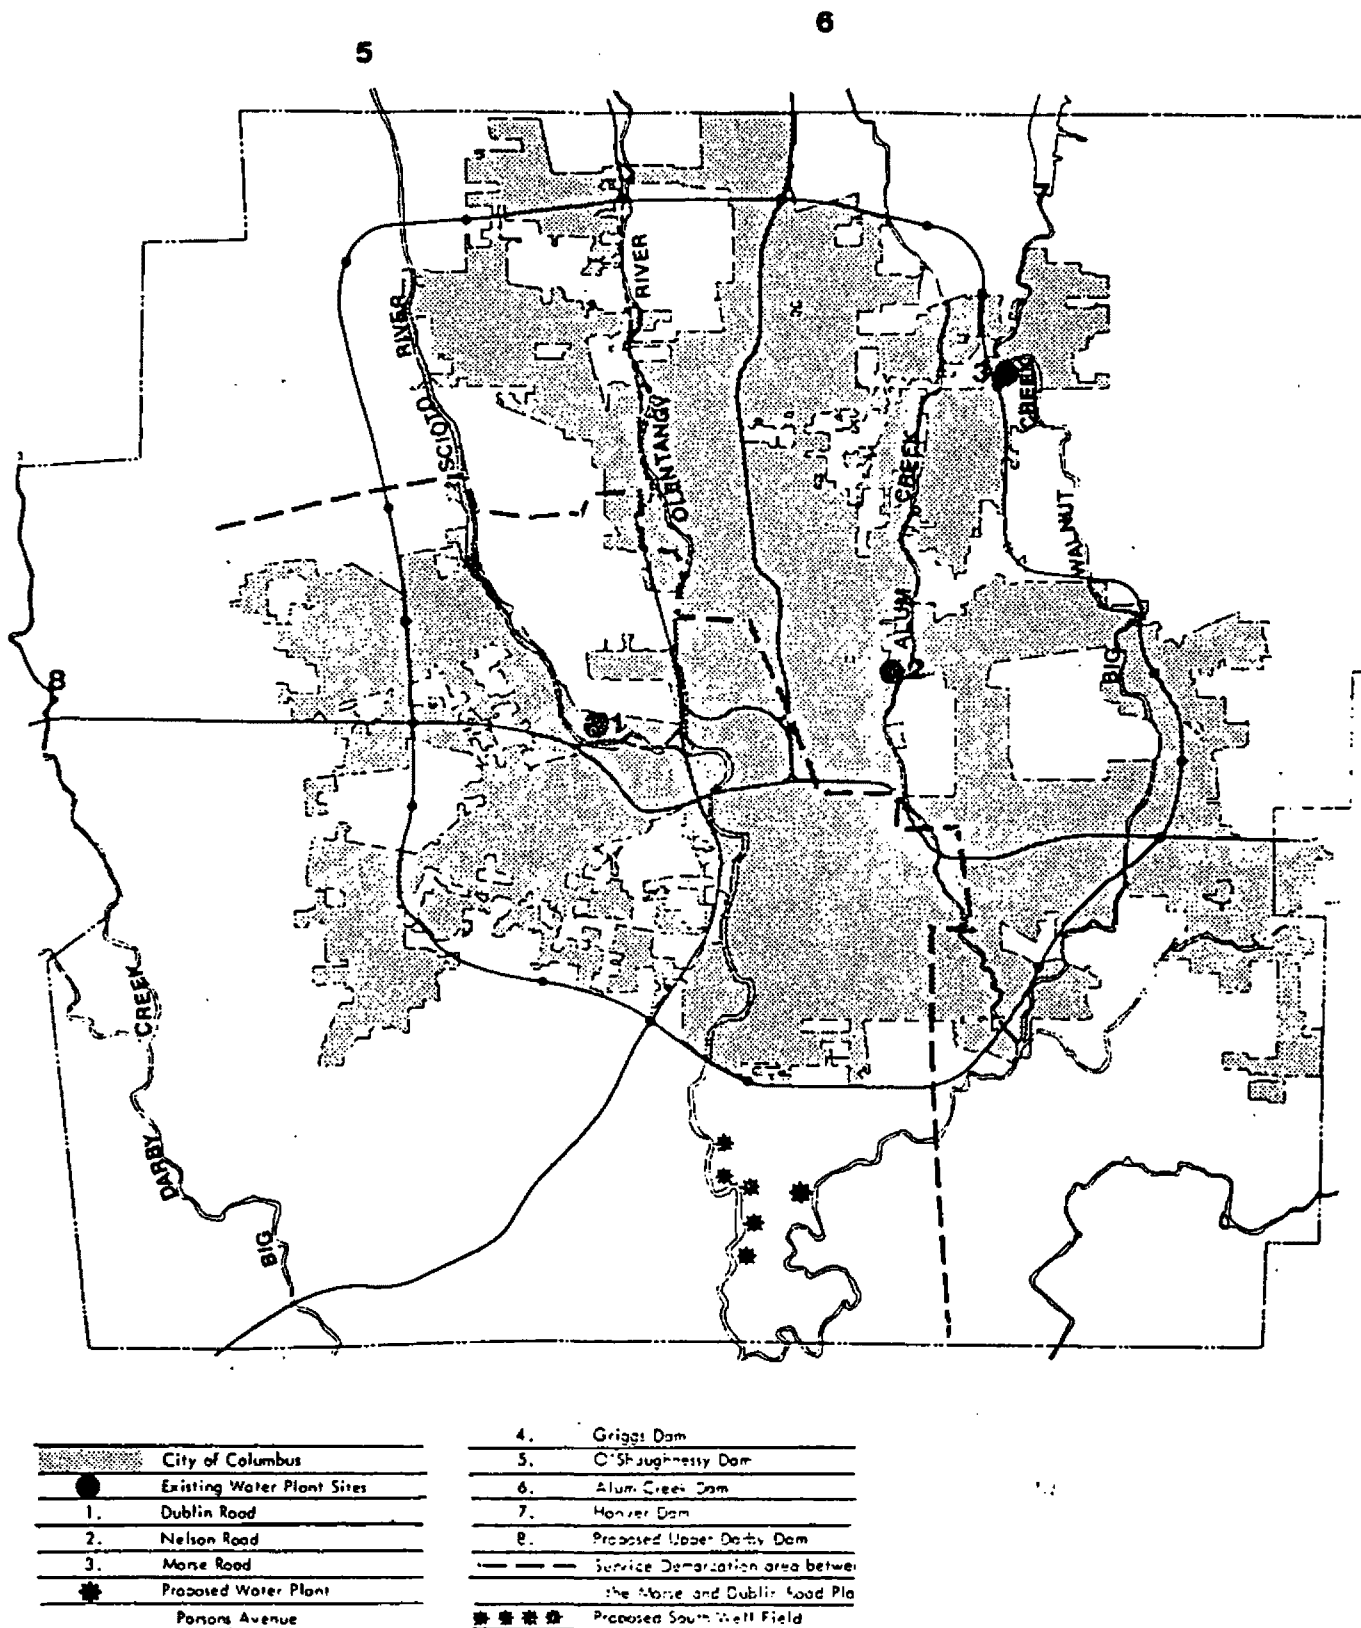 6
5
RIVER
RIVER
SCIOTO
OLENTANGY
3
CREEK
CREEK
WALNUT
ALUM
2
BIG
8
1
CREEK
DARBY
BIG
City of Columbus
Existing Water Plant Sites
1. Dublin Road
2. Nelson Road
3. Morse Road
Proposed Water Plant
Parsons Avenue
4. Griggs Dam
5. O'Shaughnessy Dam
6. Alum Creek Dam
7. Hoover Dam
8. Proposed Upper Darby Dam
Service Demarcation area betwe
the Morse and Dublin Road Pla
Proposed South Well Field